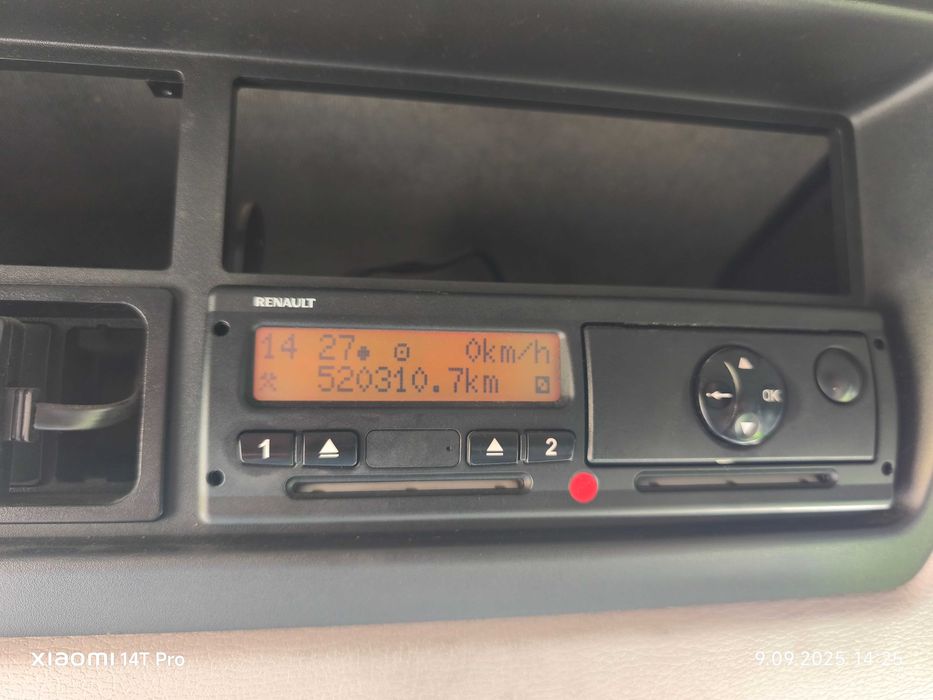 RENAULT
14 27 0km/h
520310.7km
1 2
OK
XIAOMI 14T Pro
9.09.2025 14:25